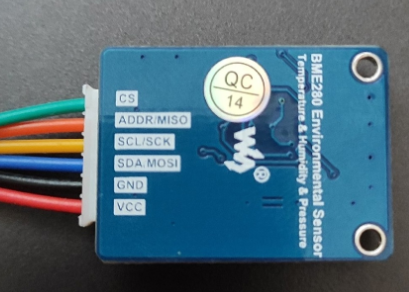 CS
ADDR/MISO
SCL/SCK
SDA.MOSI
GND
VCC
QC
14
W
®
BME280 Environmental Sensor
Temperature & Humidity & Pressure